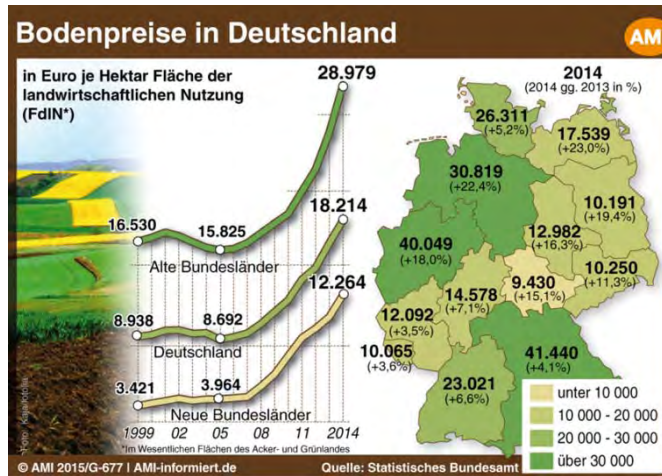 Bodenpreise in Deutschland
AMI
in Euro je Hektar Fläche der
landwirtschaftlichen Nutzung
(FdlN*)
28.979
16.530
15.825
Alte Bundesländer
18.214
8.938
8.692
Deutschland
12.264
3.421
3.964
Neue Bundesländer
1999 02 05 08 11 2014
*Im Wesentlichen Flächen des Acker- und Grünlandes
2014
(2014 gg. 2013 in %)
26.311
(+5,2%)
17.539
(+23,0%)
30.819
(+22,4%)
10.191
(+19,4%)
12.982
(+16,3%)
40.049
(+18,0%)
10.250
(+11,3%)
9.430
(+15,1%)
14.578
(+7,1%)
12.092
(+3,5%)
10.065
(+3,6%)
41.440
(+4,1%)
23.021
(+6,6%)
unter 10 000
10 000 - 20 000
20 000 - 30 000
über 30 000
© AMI 2015/G-677 | AMI-informiert.de
Quelle: Statistisches Bundesamt